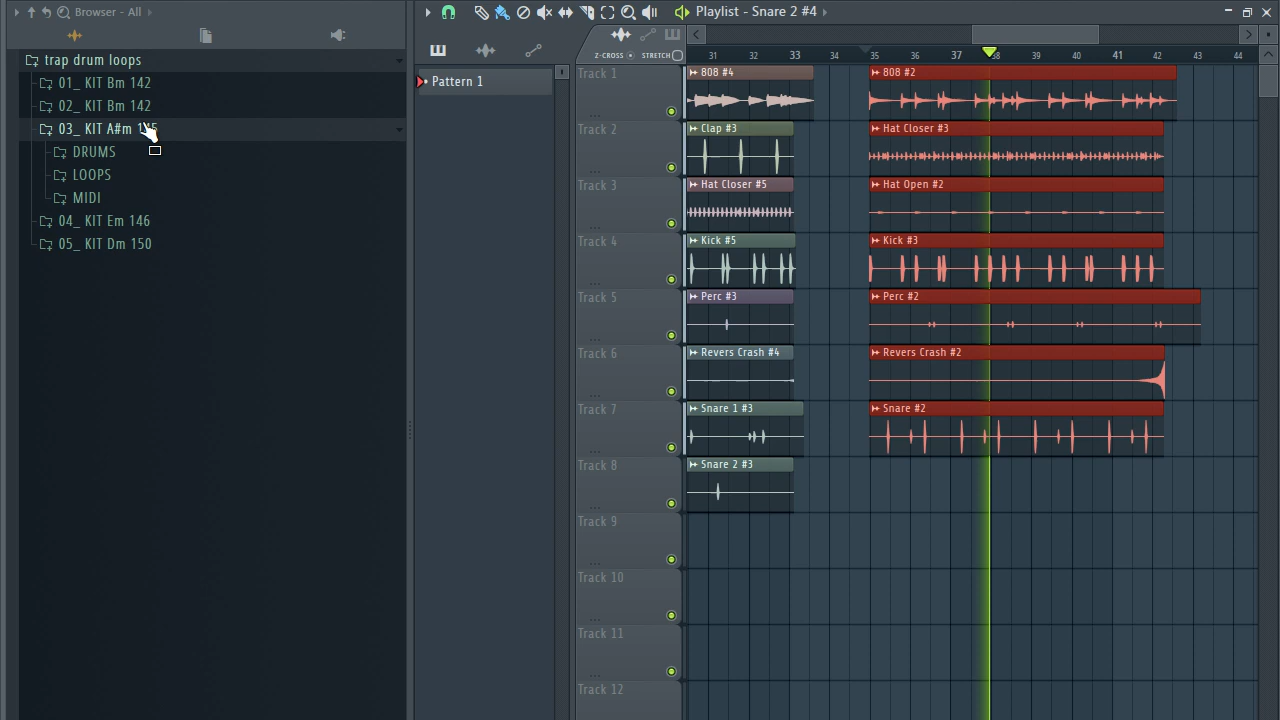 Browser - All
Playlist - Snare 2 #4
Z-CROSS STRETCH
31 32 33 34 35 36 37 38 39 40 41 42 43 44
trap drum loops
01_ KIT Bm 142
02_ KIT Bm 142
03_ KIT A#m
DRUMS
LOOPS
MIDI
04_ KIT Em 146
05_ KIT Dm 150
Pattern 1
Track 1
808 #4
808 #2
Track 2
Clap #3
Hat Closer #3
Track 3
Hat Closer #5
Hat Open #2
Track 4
Kick #5
Kick #3
Track 5
Perc #3
Perc #2
Track 6
Revers Crash #4
Revers Crash #2
Track 7
Snare 1 #3
Snare #2
Track 8
Snare 2 #3
Track 9
Track 10
Track 11
Track 12